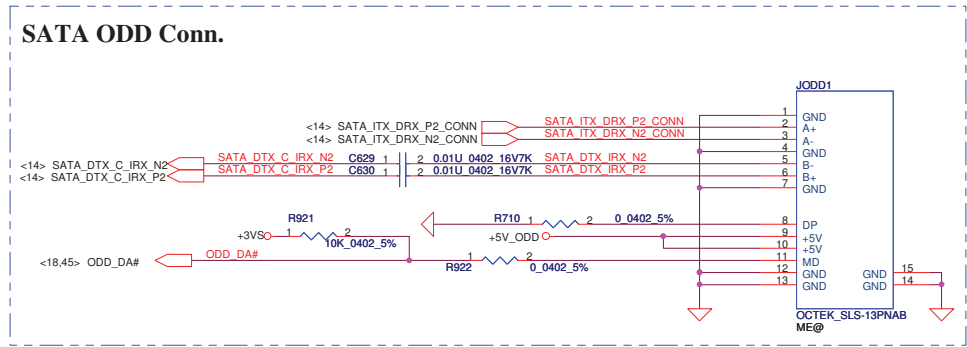 SATA ODD Conn.
JODD1
<14> SATA_ITX_DRX_P2_CONN SATA_ITX_DRX_P2_CONN 1 GND
<14> SATA_ITX_DRX_N2_CONN SATA_ITX_DRX_N2_CONN 2 A+
3 A-
4 GND
<14> SATA_DTX_C_IRX_N2 SATA_DTX_C_IRX_N2 C629 1 2 0.01U_0402_16V7K SATA_DTX_IRX_N2 5 B-
<14> SATA_DTX_C_IRX_P2 SATA_DTX_C_IRX_P2 C630 1 2 0.01U_0402_16V7K SATA_DTX_IRX_P2 6 B+
7 GND
R710 1 2 0_0402_5% 8 DP
R921
+3VS 1 2 +5V_ODD 9 +5V
10K_0402_5% 10 +5V
<18,45> ODD_DA# ODD_DA# 1 2 11 MD
R922 0_0402_5%
12 GND GND 15
13 GND GND 14
OCTEK_SLS-13PNAB
ME@